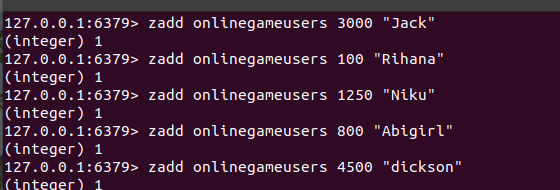 127.0.0.1:6379> zadd onlinegameusers 3000 "Jack"
(integer) 1
127.0.0.1:6379> zadd onlinegameusers 100 "Rihana"
(integer) 1
127.0.0.1:6379> zadd onlinegameusers 1250 "Niku"
(integer) 1
127.0.0.1:6379> zadd onlinegameusers 800 "Abigirl"
(integer) 1
127.0.0.1:6379> zadd onlinegameusers 4500 "dickson"
(integer) 1